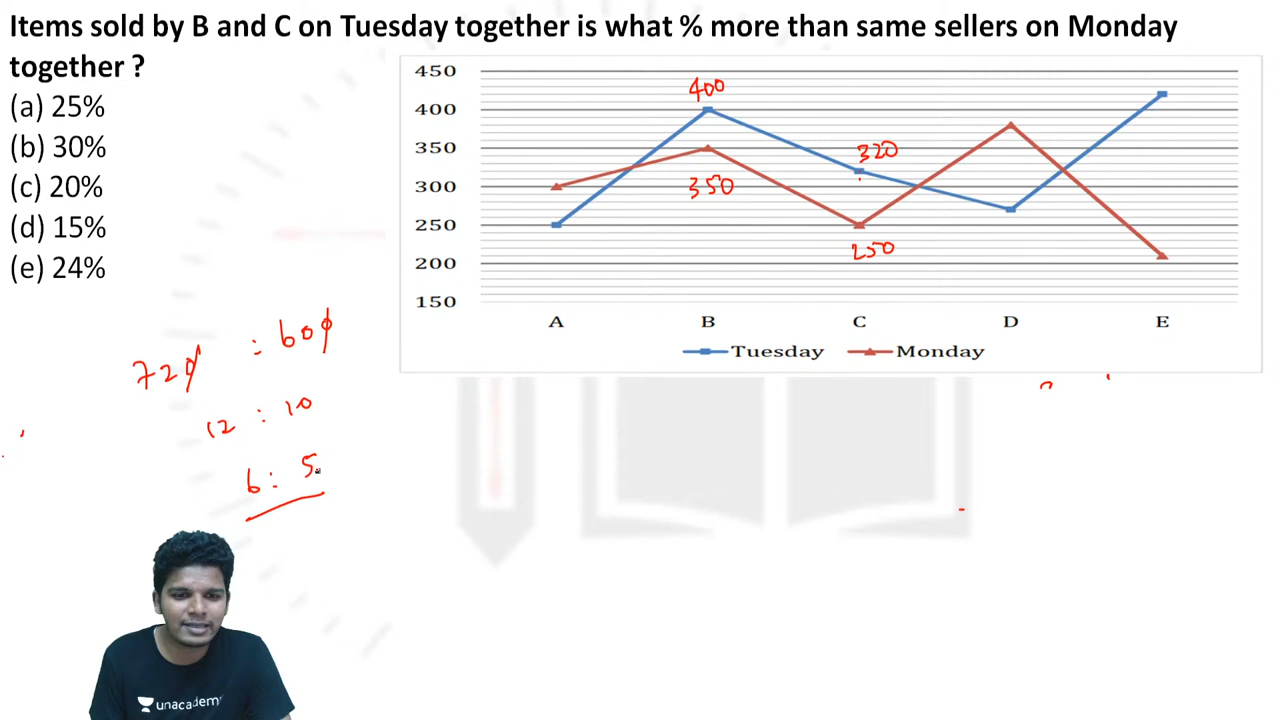 Items sold by B and C on Tuesday together is what % more than same sellers on Monday
together ?
(a) 25%
(b) 30%
(c) 20%
(d) 15%
(e) 24%
450
400
350
300
250
200
150
400
320
350
250
A B C D E
Tuesday Monday
720 : 600
12 : 10
6 : 5
unacademy